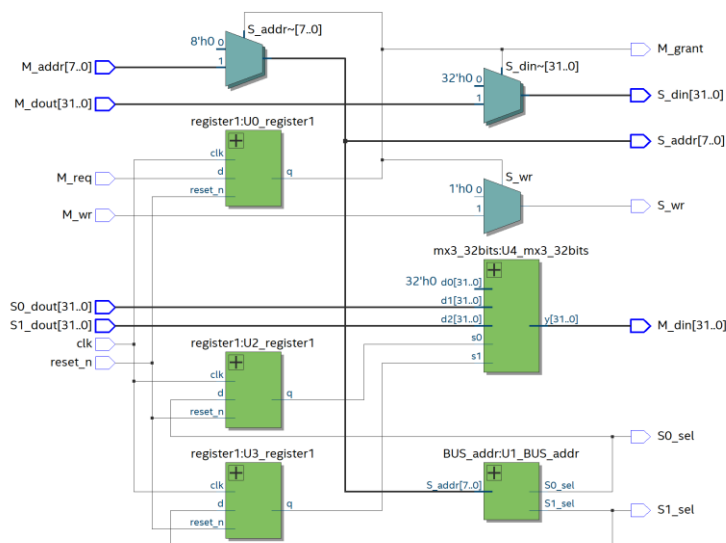 S_addr~[7..0]
8'h0 0
1
M_addr[7..0]
M_grant
S_din~[31..0]
32'h0 0
1
S_din[31..0]
M_dout[31..0]
register1:U0_register1
clk
M_req
d
q
reset_n
S_addr[7..0]
S_wr
1'h0 0
1
S_wr
M_wr
mx3_32bits:U4_mx3_32bits
32'h0 d0[31..0]
S0_dout[31..0]
d1[31..0]
S1_dout[31..0]
d2[31..0]
y[31..0]
M_din[31..0]
clk
s0
reset_n
s1
register1:U2_register1
clk
d
q
reset_n
S0_sel
register1:U3_register1
clk
d
q
reset_n
BUS_addr:U1_BUS_addr
S_addr[7..0]
S0_sel
S1_sel
S1_sel